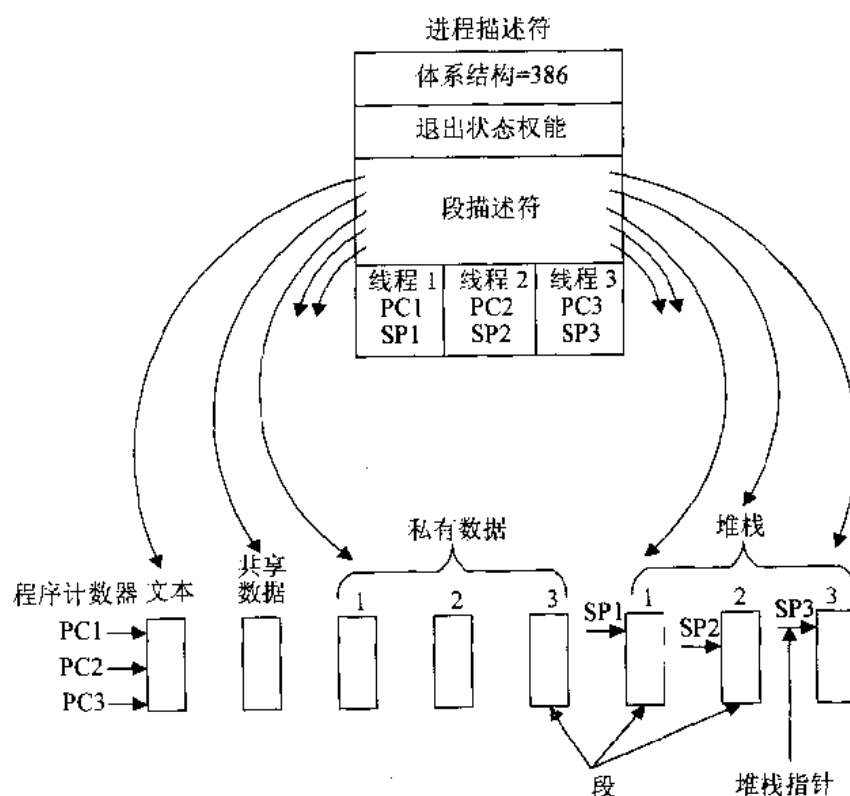 进程描述符
体系结构=386
退出状态权能
段描述符
线程 1 线程 2 线程 3
PC1 PC2 PC3
SP1 SP2 SP3
私有数据 堆栈
程序计数器 文本 共享数据
1 2 3 1 2 3
SP1 SP2 SP3
PC1
PC2
PC3
段 堆栈指针